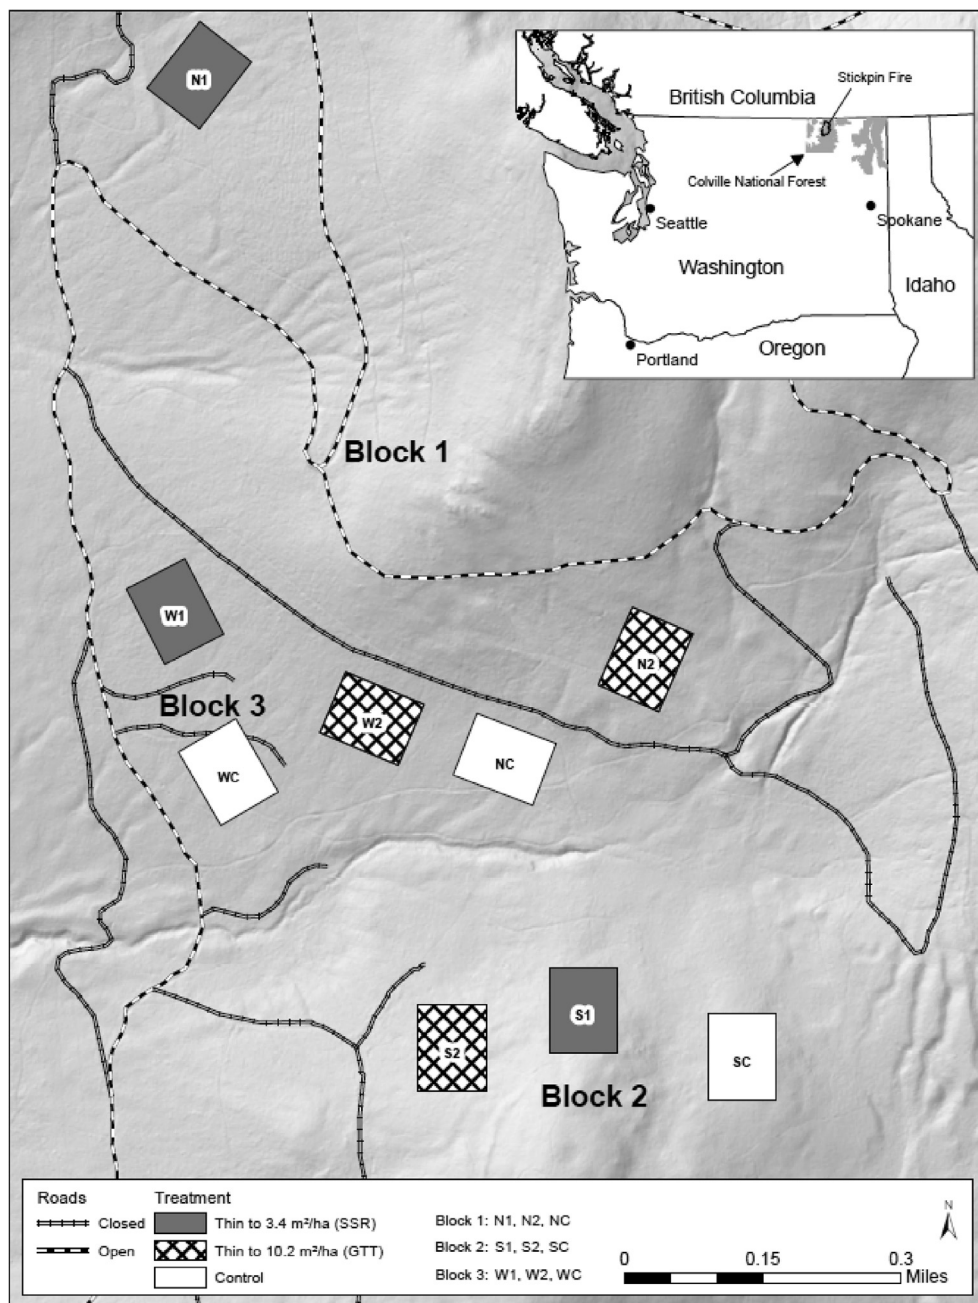 N1
British Columbia
Stickpin Fire
Colville National Forest
Seattle
Spokane
Washington
Idaho
Portland
Oregon
Block 1
W1
N2
Block 3
W2
NC
WC
S1
S2
SC
Block 2
Roads
Closed
Open
Treatment
Thin to 3.4 m²/ha (SSR)
Thin to 10.2 m²/ha (GTT)
Control
Block 1: N1, N2, NC
Block 2: S1, S2, SC
Block 3: W1, W2, WC
N
0 0.15 0.3
Miles